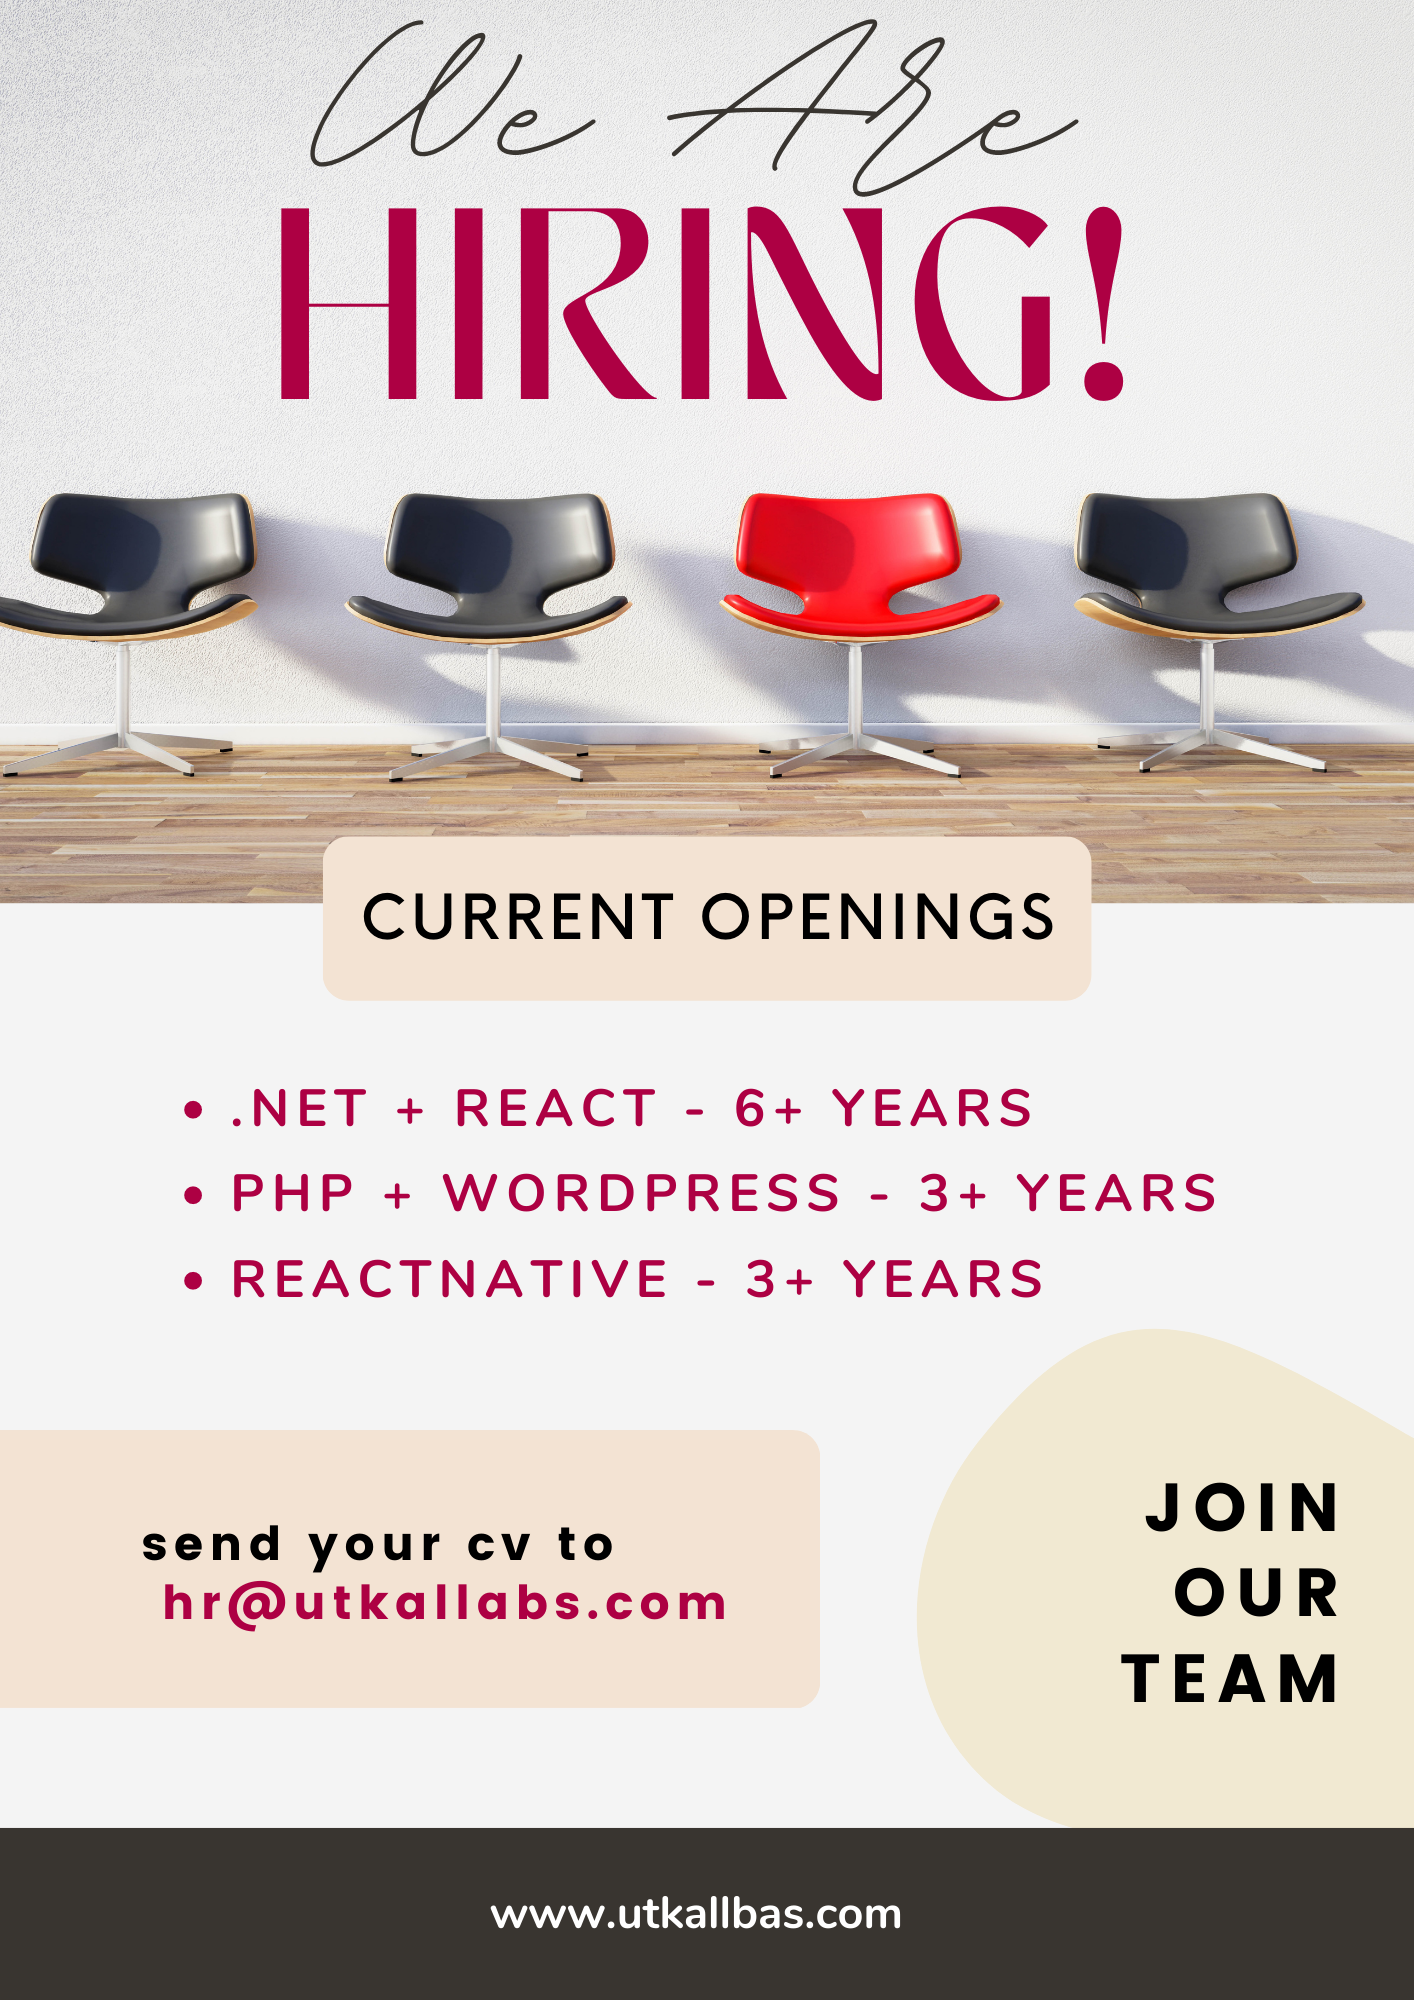 We Are
HIRING!
CURRENT OPENINGS
• .NET + REACT - 6+ YEARS
• PHP + WORDPRESS - 3+ YEARS
• REACTNATIVE - 3+ YEARS
send your cv to
hr@utkallabs.com
JOIN
OUR
TEAM
www.utkallbas.com